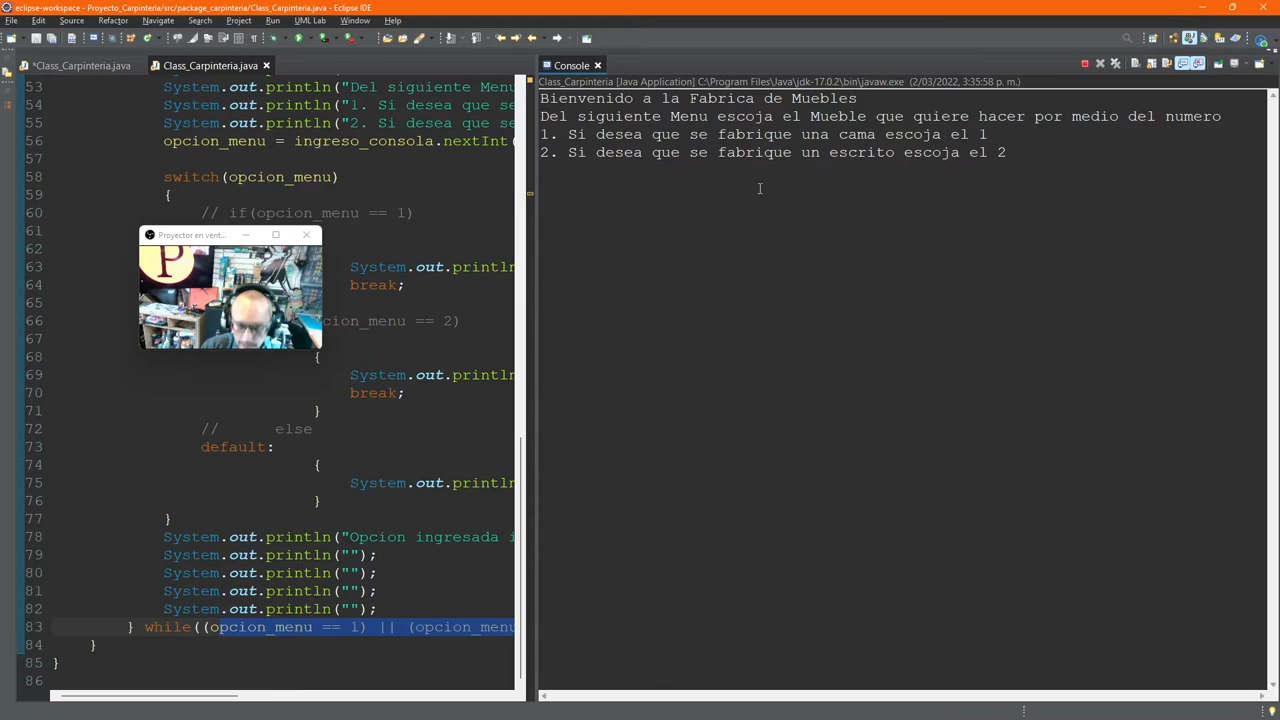 eclipse-workspace - Proyecto_Carpinteria/src/package_carpinteria/Class_Carpinteria.java - Eclipse IDE
File Edit Source Refactor Navigate Search Project Run UML Lab Window Help
*Class_Carpinteria.java
Class_Carpinteria.java
53
54 System.out.println("1. Si desea que se
55 System.out.println("2. Si desea que se
56 opcion_menu = ingreso_consola.nextInt(
57
58 switch(opcion_menu)
59 {
60 // if(opcion_menu == 1)
61
62
63 System.out.println
64 break;
65
66 cion_menu == 2)
67
68 {
69 System.out.println
70 break;
71 }
72 // else
73 default:
74 {
75 System.out.println
76 }
77 }
78 System.out.println("Opcion ingresada i
79 System.out.println("");
80 System.out.println("");
81 System.out.println("");
82 System.out.println("");
83 } while((opcion_menu == 1) || (opcion_menu
84 }
85 }
86
System.out.println("Del siguiente Menu
Proyector en vent...
P
Console
Class_Carpinteria [Java Application] C:\Program Files\Java\jdk-17.0.2\bin\javaw.exe (2/03/2022, 3:35:58 p. m.)
Bienvenido a la Fabrica de Muebles
Del siguiente Menu escoja el Mueble que quiere hacer por medio del numero
1. Si desea que se fabrique una cama escoja el 1
2. Si desea que se fabrique un escrito escoja el 2